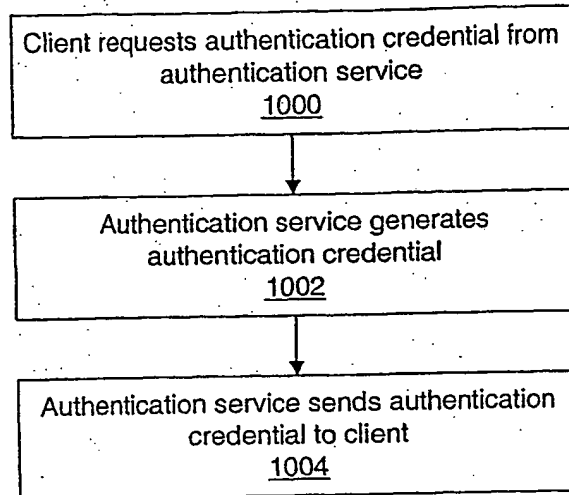 Client requests authentication credential from
authentication service
1000
Authentication service generates
authentication credential
1002
Authentication service sends authentication
credential to client
1004